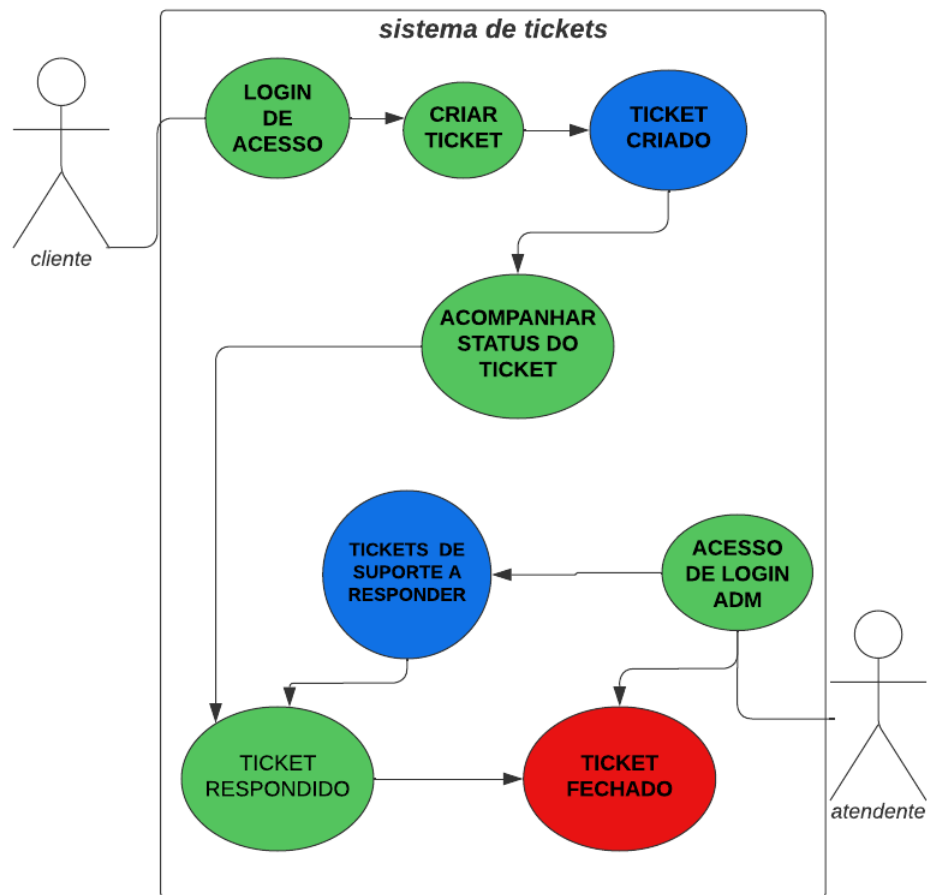 sistema de tickets
LOGIN
DE
ACESSO
CRIAR
TICKET
TICKET
CRIADO
cliente
ACOMPANHAR
STATUS DO
TICKET
TICKETS DE
SUPORTE A
RESPONDER
ACESSO
DE LOGIN
ADM
TICKET
RESPONDIDO
TICKET
FECHADO
atendente